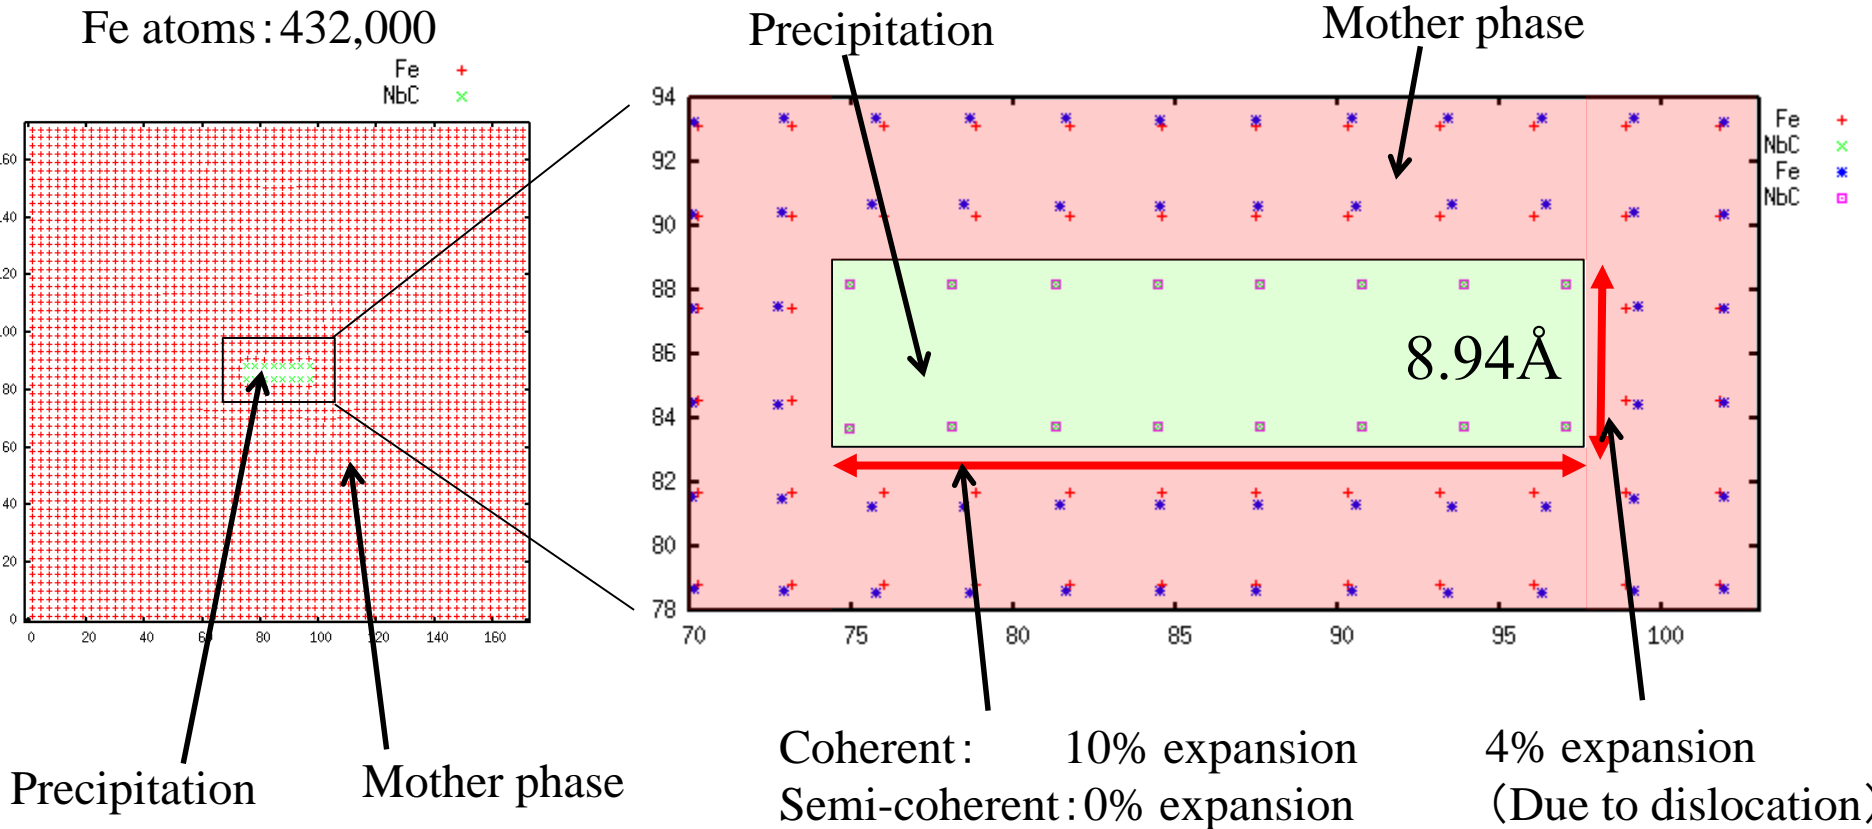 Fe atoms：432,000
Precipitation
Mother phase
Fe
NbC
160
140
120
100
80
60
40
20
0
0 20 40 60 80 100 120 140 160
94
92
90
88
86
84
82
80
78
70 75 80 85 90 95 100
Fe
NbC
Fe
NbC
8.94Å
Precipitation
Mother phase
Coherent： 10% expansion
Semi-coherent：0% expansion
4% expansion
（Due to dislocation）